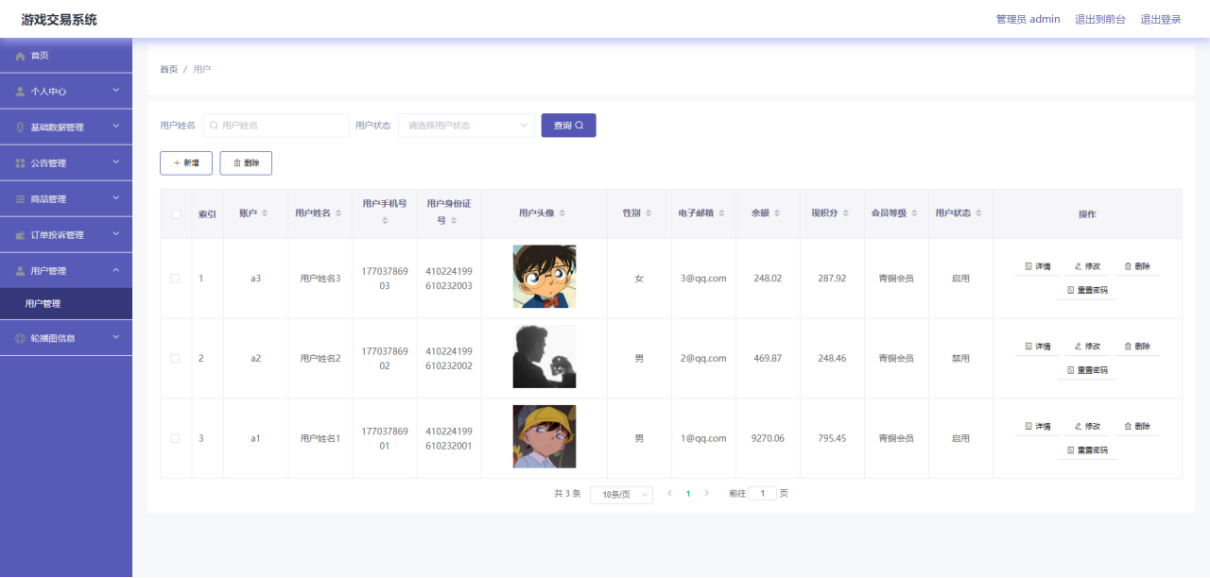 游戏交易系统
管理员 admin 退出到前台 退出登录
首页
个人中心
基础数据管理
公告管理
商品管理
订单投诉管理
用户管理
用户管理
轮播图信息
首页 / 用户
用户姓名 用户姓名 用户状态 请选择用户状态 查询
新增 删除
索引 账户 用户姓名 用户手机号 用户身份证号 用户头像 性别 电子邮箱 余额 现积分 会员等级 用户状态 操作
1 a3 用户姓名3 17703786903 410224199610232003 女 3@qq.com 248.02 287.92 青铜会员 启用 详情 修改 删除
重置密码
2 a2 用户姓名2 17703786902 410224199610232002 男 2@qq.com 469.87 248.46 青铜会员 禁用 详情 修改 删除
重置密码
3 a1 用户姓名1 17703786901 410224199610232001 男 1@qq.com 9270.06 795.45 青铜会员 启用 详情 修改 删除
重置密码
共 3 条 10条/页 1 前往 1 页